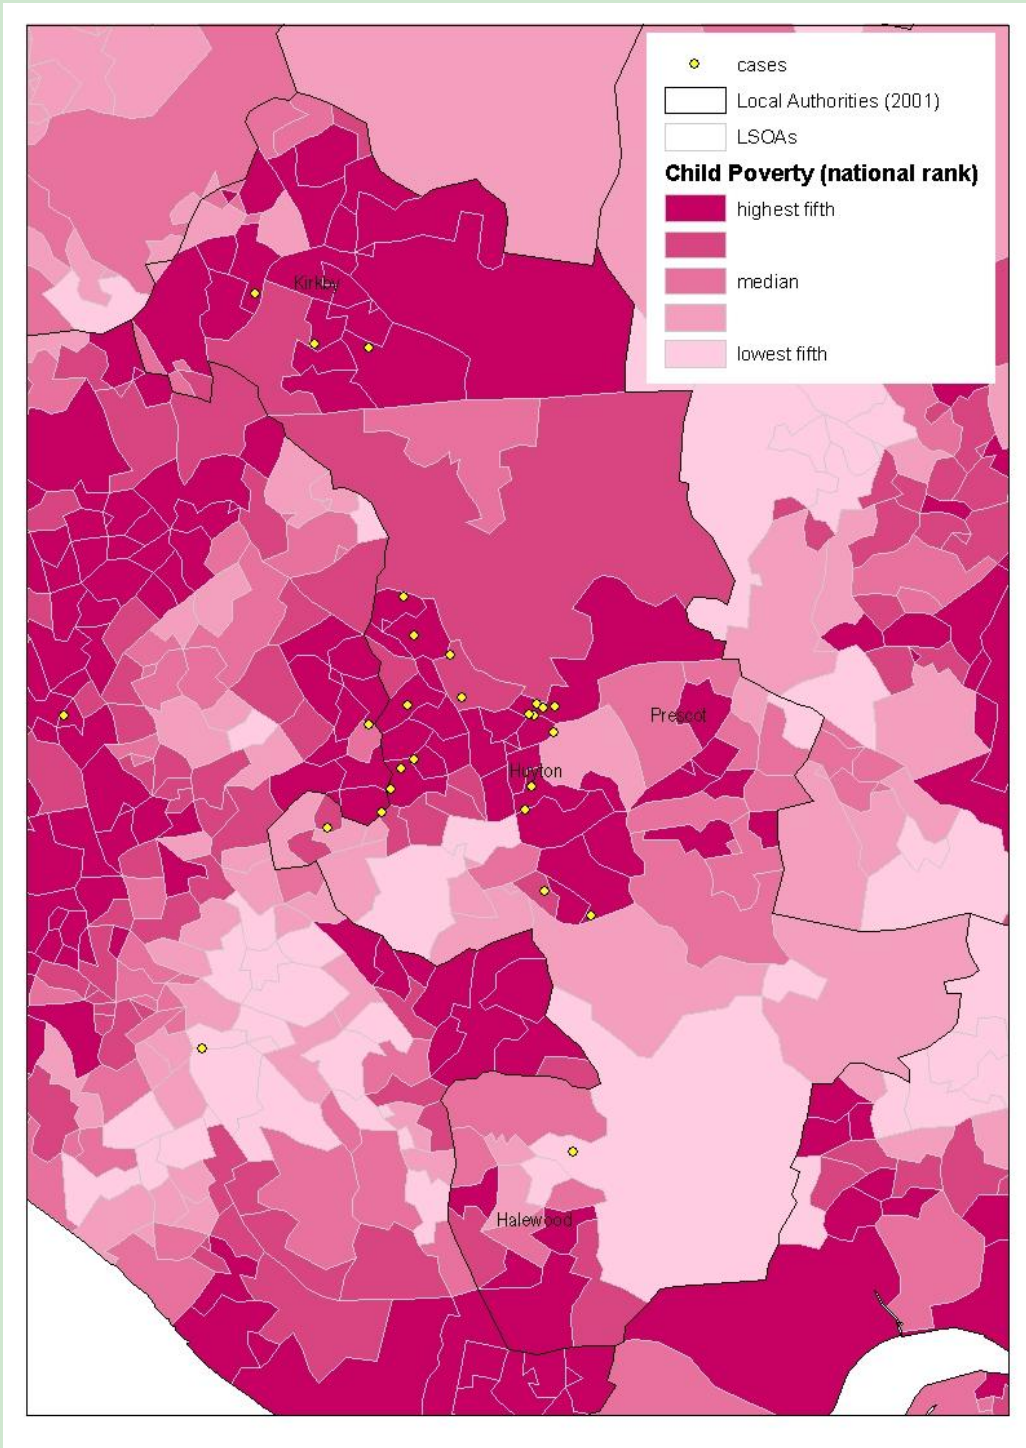 cases
Local Authorities (2001)
LSOAs
Child Poverty (national rank)
highest fifth
median
lowest fifth
Kirkby
Prescot
Huyton
Halewood